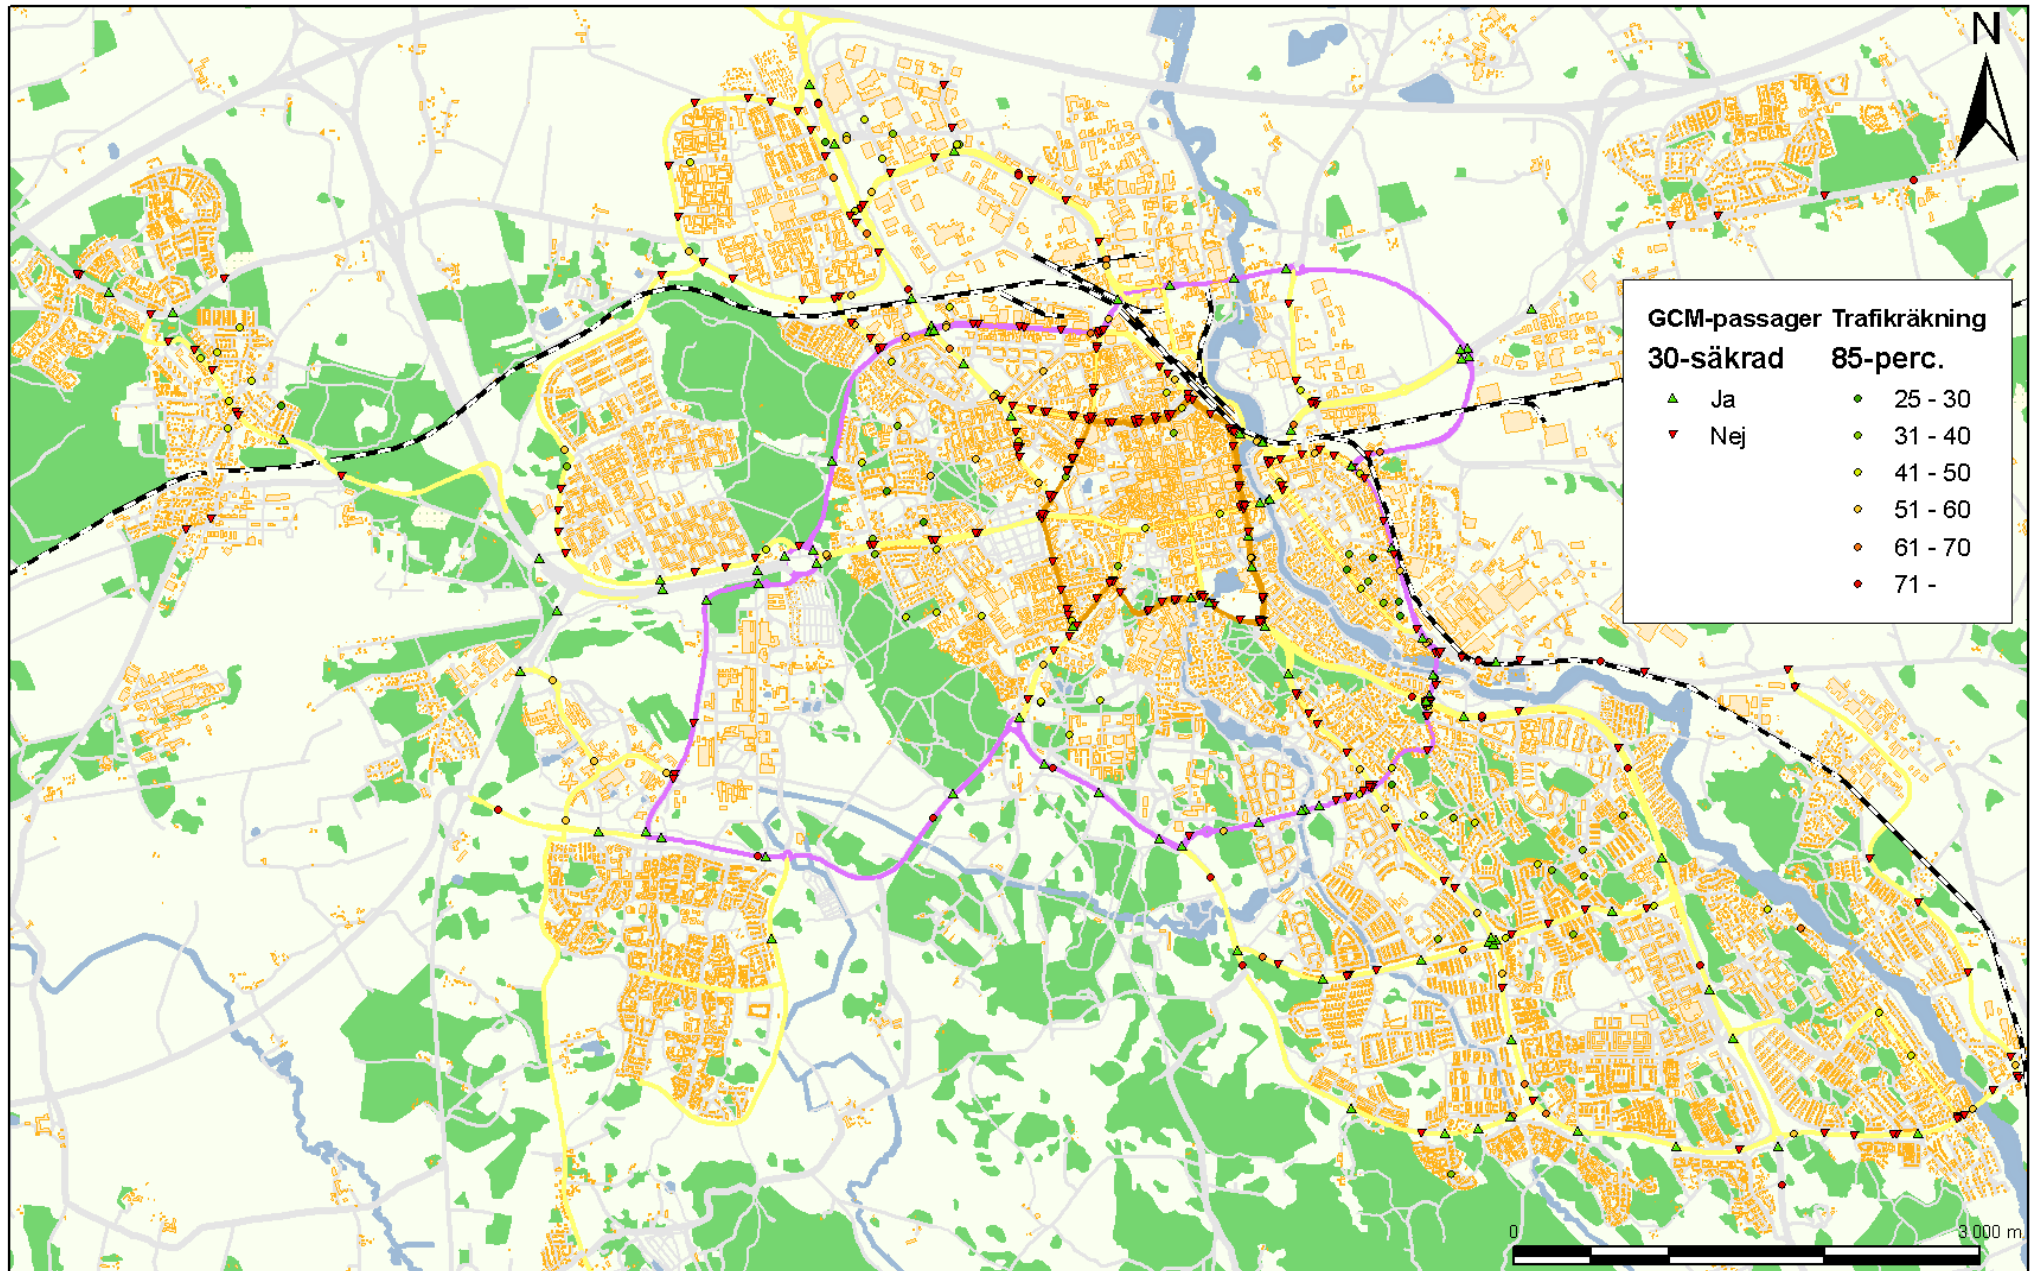 N
GCM-passager Trafikräkning
30-säkrad 85-perc.
Ja 25 - 30
Nej 31 - 40
41 - 50
51 - 60
61 - 70
71 -
0 3 000 m